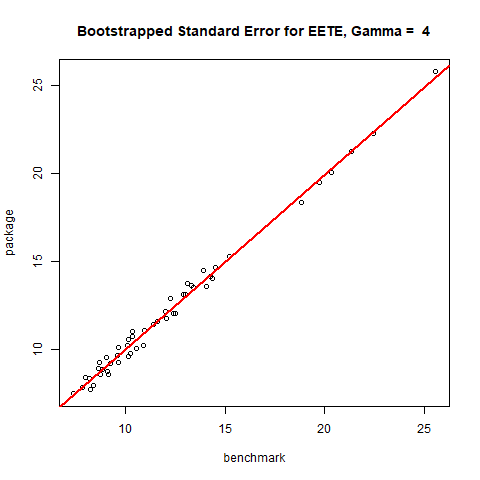 Bootstrapped Standard Error for EETE, Gamma =  4
25
20
15
10
package
10 15 20 25
benchmark